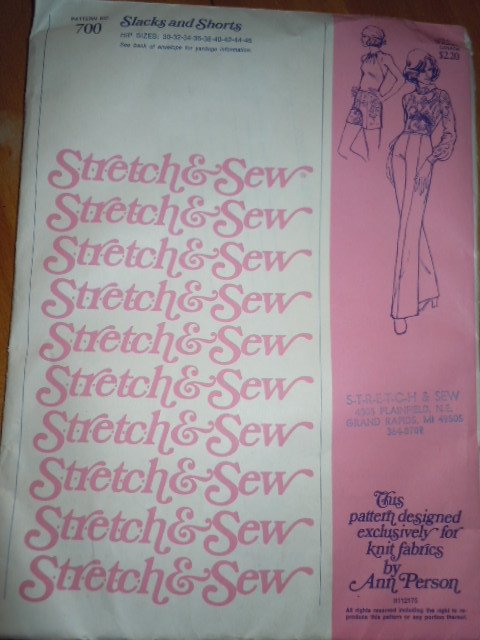 PATTERN NO.
700
Slacks and Shorts
HIP SIZES: 30-32-34-36-38-40-42-44-46
See back of envelope for yardage information
$2.20
Stretch & Sew®
Stretch & Sew
Stretch & Sew
Stretch & Sew
Stretch & Sew
Stretch & Sew
Stretch & Sew
Stretch & Sew
Stretch & Sew
Stretch & Sew
S-T-R-E-T-C-H & SEW
PLAINFIELD, N.E.
GRAND RAPIDS, MI
This
pattern designed
exclusively for
knit fabrics
by
Ann Person
All rights reserved including the right to re-
produce this pattern or any portion thereof.